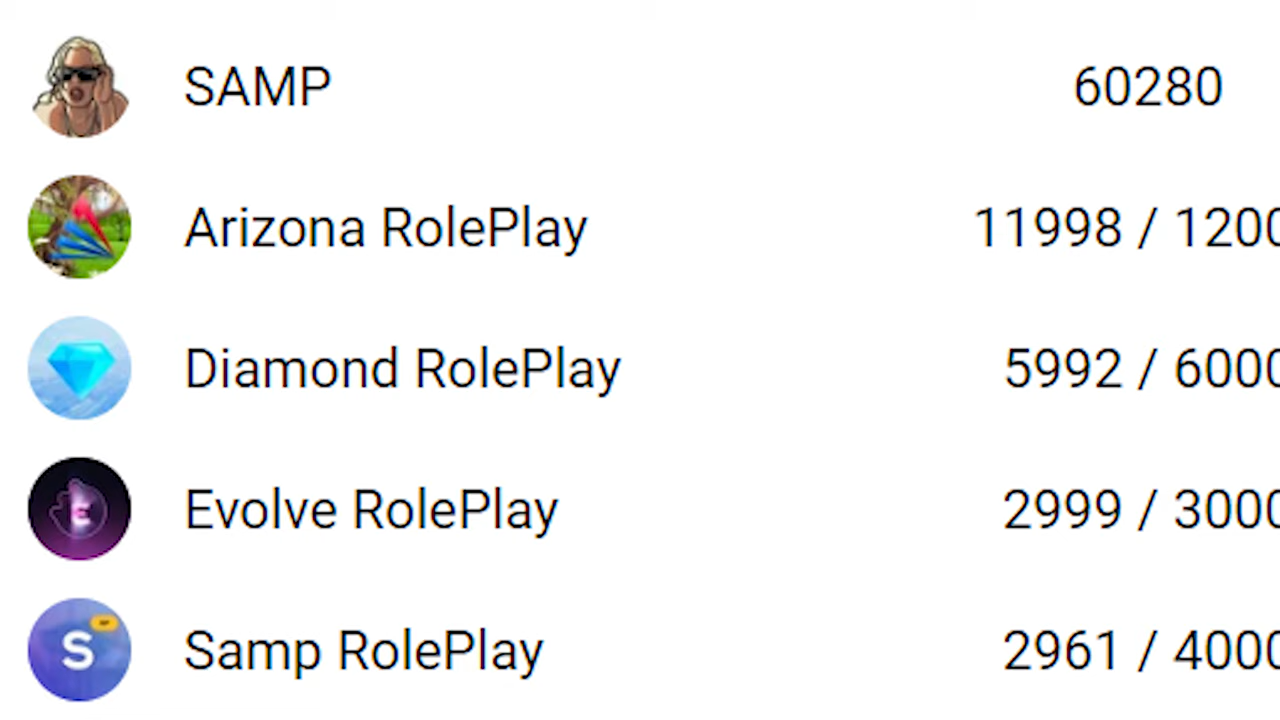 SAMP 60280
Arizona RolePlay 11998 / 1200
Diamond RolePlay 5992 / 6000
Evolve RolePlay 2999 / 3000
Samp RolePlay 2961 / 4000
E
S